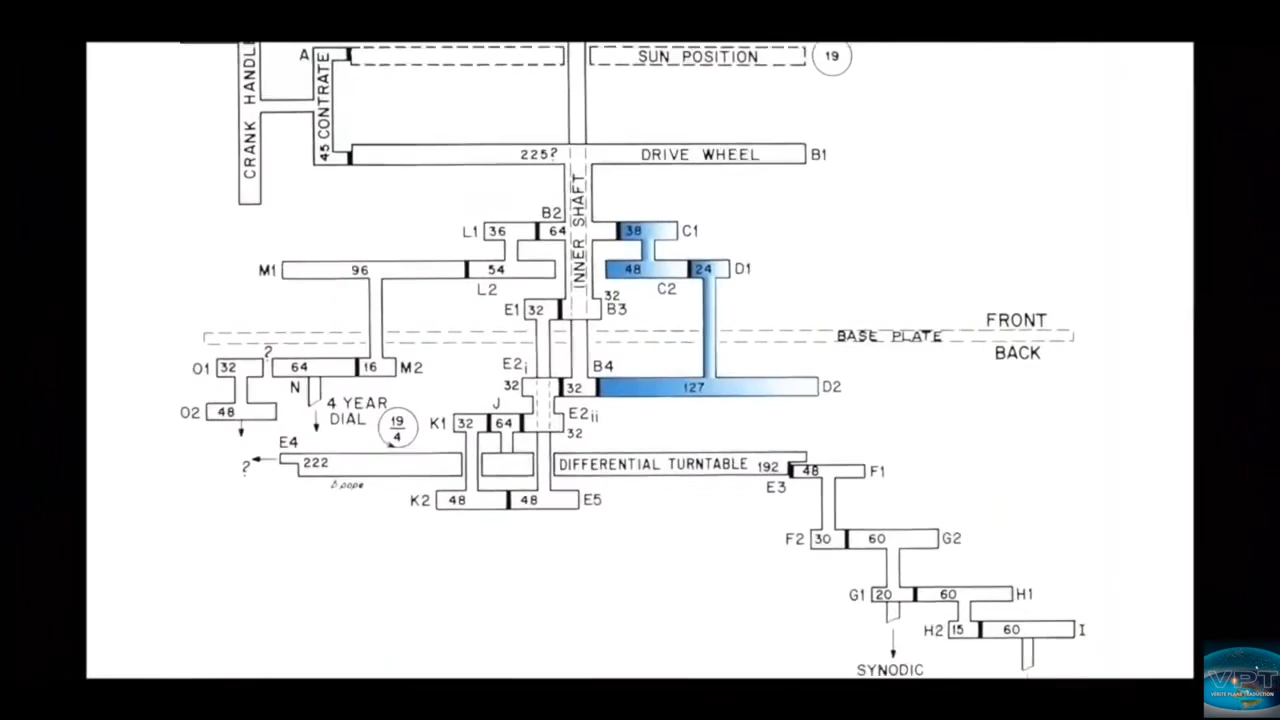 CRANK HANDLE
A
45 CONTRATE
SUN POSITION
19
225?
DRIVE WHEEL
B1
INNER SHAFT
B2
L1
36
64
38
C1
M1
96
54
48
24
D1
L2
C2
E1
32
32
B3
FRONT
BASE PLATE
BACK
O1
32
?
64
16
M2
N
E2i
32
B4
32
127
D2
O2
48
4 YEAR
DIAL
19
4
K1
32
J
64
E2ii
32
E4
?
222
DIFFERENTIAL TURNTABLE
192
E3
48
F1
K2
48
48
E5
F2
30
60
G2
G1
20
60
H1
H2
15
60
I
SYNODIC
VPT
VÉRITÉ PLANE TRADUCTION